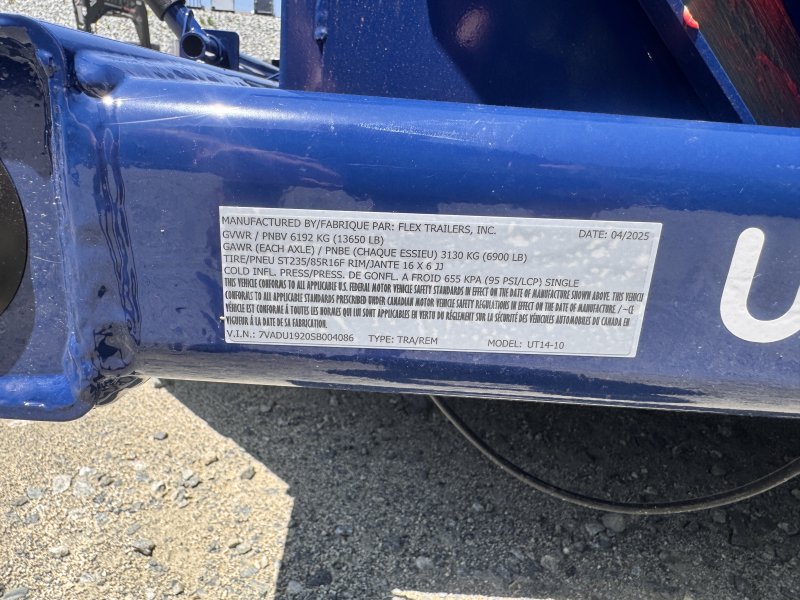 MANUFACTURED BY/FABRIQUE PAR: FLEX TRAILERS, INC. DATE: 04/2025
GVWR / PNBV 6192 KG (13650 LB)
GAWR (EACH AXLE) / PNBE (CHAQUE ESSIEU) 3130 KG (6900 LB)
TIRE/PNEU ST235/85R16F RIM/JANTE 16 X 6 JJ
COLD INFL. PRESS/PRESS. DE GONFL. A FROID 655 KPA (95 PSI/LCP) SINGLE
THIS VEHICLE CONFORMS TO ALL APPLICABLE U.S. FEDERAL MOTOR VEHICLE SAFETY STANDARDS IN EFFECT ON THE DATE OF MANUFACTURE SHOWN ABOVE. THIS VEHICLE
CONFORMS TO ALL APPLICABLE STANDARDS PRESCRIBED UNDER CANADIAN MOTOR VEHICLE SAFETY REGULATIONS IN EFFECT ON THE DATE OF MANUFACTURE. / ~CE
VÉHICLE EST CONFORME À TOUTES LES NORMES QUI LUI SONT APPLICABLES EN VERTU DU RÉGLEMENT SUR LA SÉCURITÉ DES VÉHICULES AUTOMOBILES DU CANADA EN
VIGUEUR À LA DATE DE SA FABRICATION.
V.I.N.: 7VADU1920SB004086 TYPE: TRA/REM MODEL: UT14-10
U